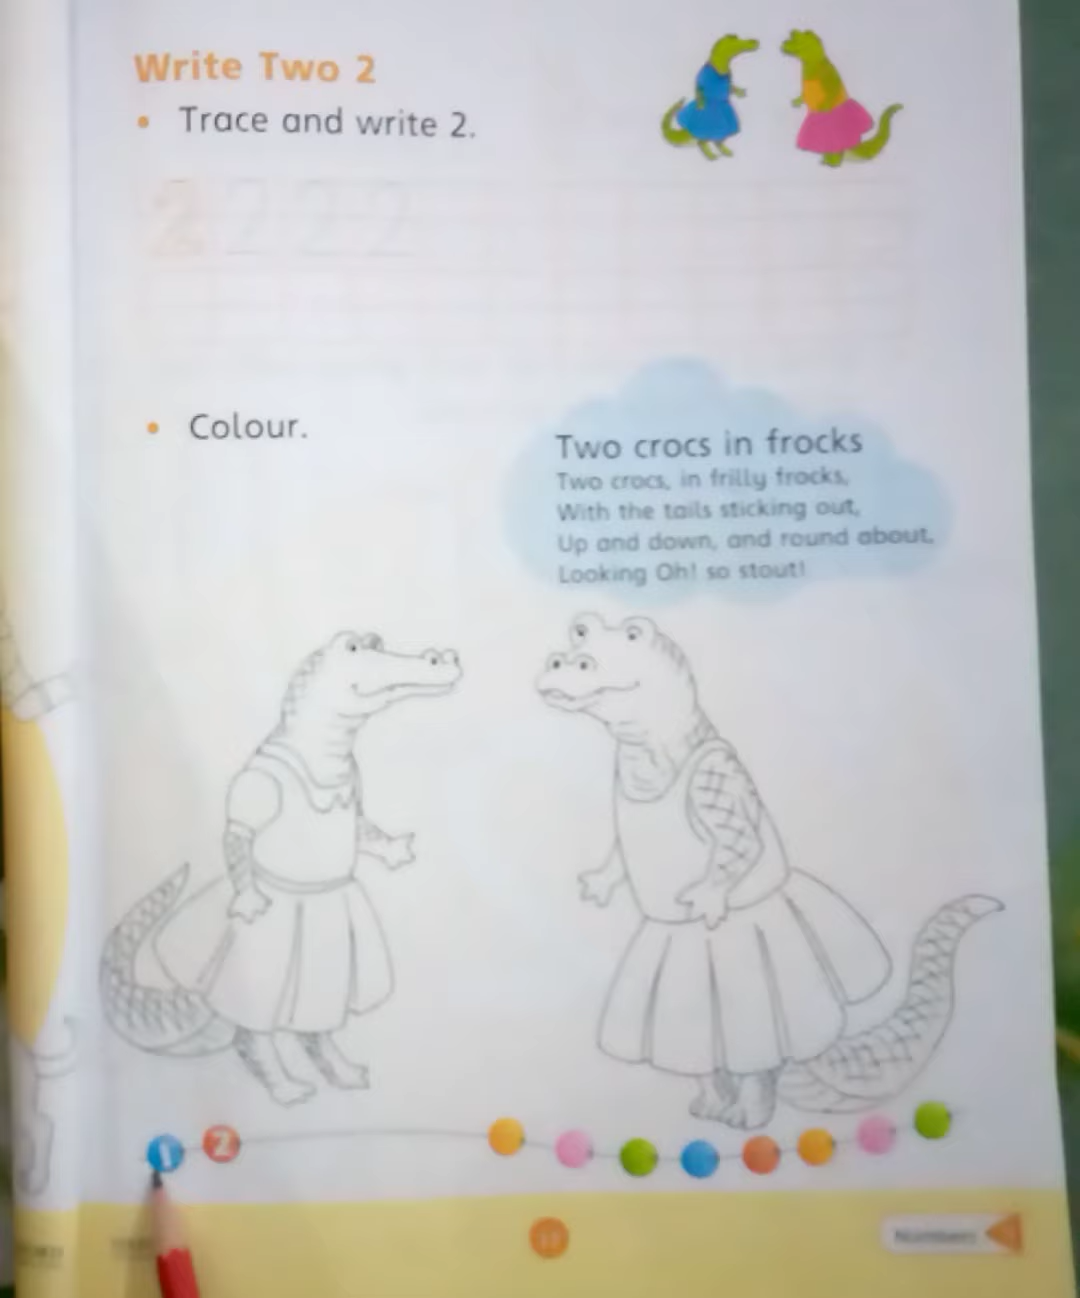 Write Two 2
• Trace and write 2.
2 2 2 2
• Colour.
Two crocs in frocks
Two crocs, in frilly frocks,
With the tails sticking out,
Up and down, and round about,
Looking Oh! so stout!
1 2
Numbers